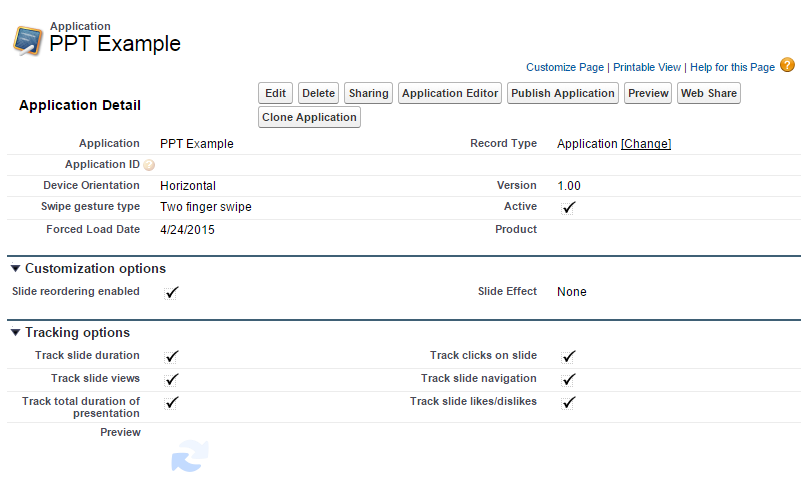 Application
PPT Example
Customize Page | Printable View | Help for this Page ?
Application Detail
Edit Delete Sharing Application Editor Publish Application Preview Web Share
Clone Application
Application PPT Example Record Type Application [Change]
Application ID ?
Device Orientation Horizontal Version 1.00
Swipe gesture type Two finger swipe Active ✓
Forced Load Date 4/24/2015 Product
Customization options
Slide reordering enabled ✓ Slide Effect None
Tracking options
Track slide duration ✓ Track clicks on slide ✓
Track slide views ✓ Track slide navigation ✓
Track total duration of ✓ Track slide likes/dislikes ✓
presentation
Preview